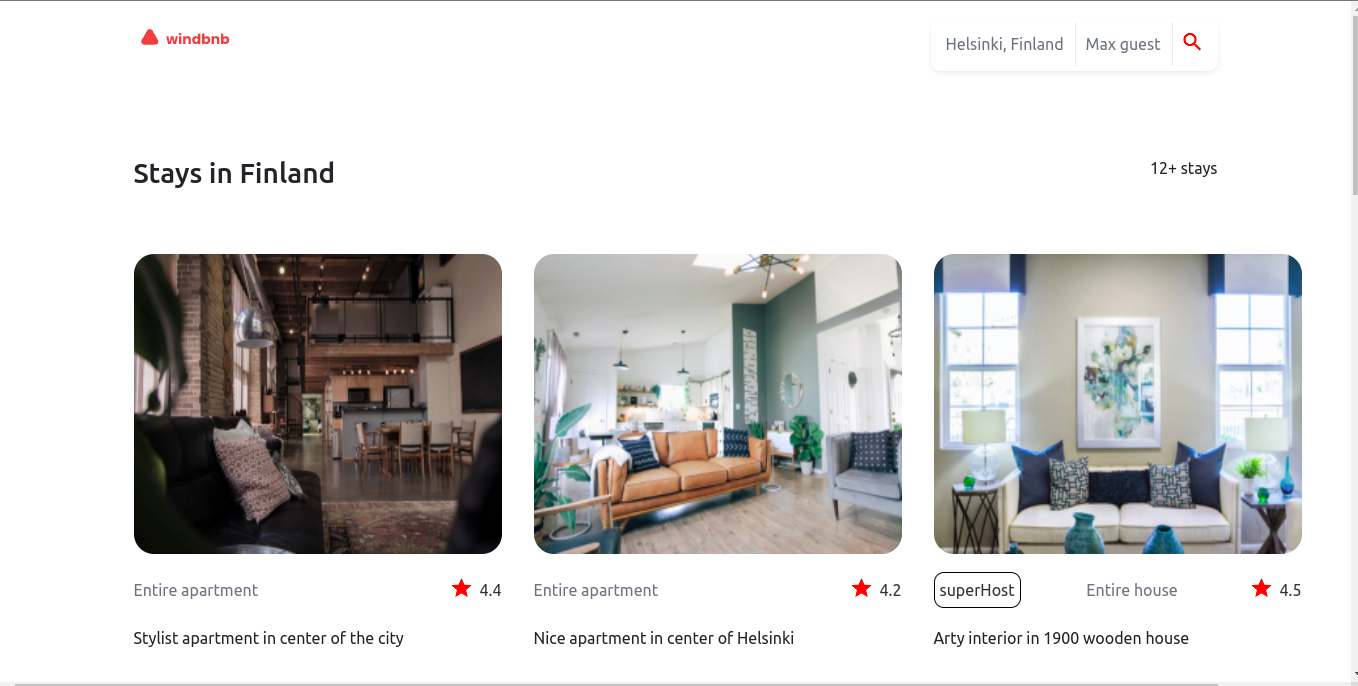 windbnb
Helsinki, Finland
Max guest
Stays in Finland
12+ stays
Entire apartment
4.4
Entire apartment
4.2
superHost
Entire house
4.5
Stylist apartment in center of the city
Nice apartment in center of Helsinki
Arty interior in 1900 wooden house